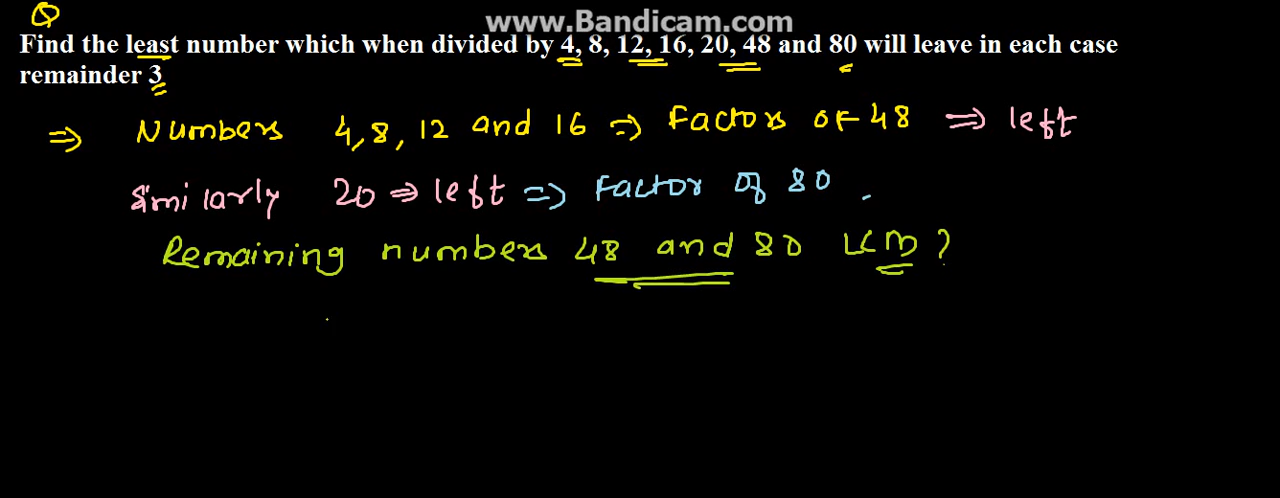 Q
www.Bandicam.com
Find the least number which when divided by 4, 8, 12, 16, 20, 48 and 80 will leave in each case
remainder 3
⇒ Numbers 4, 8, 12 and 16 ⇒ Factors of 48 ⇒ left
Similarly 20 ⇒ left ⇒ Factor of 80.
Remaining numbers 48 and 80 LCM?